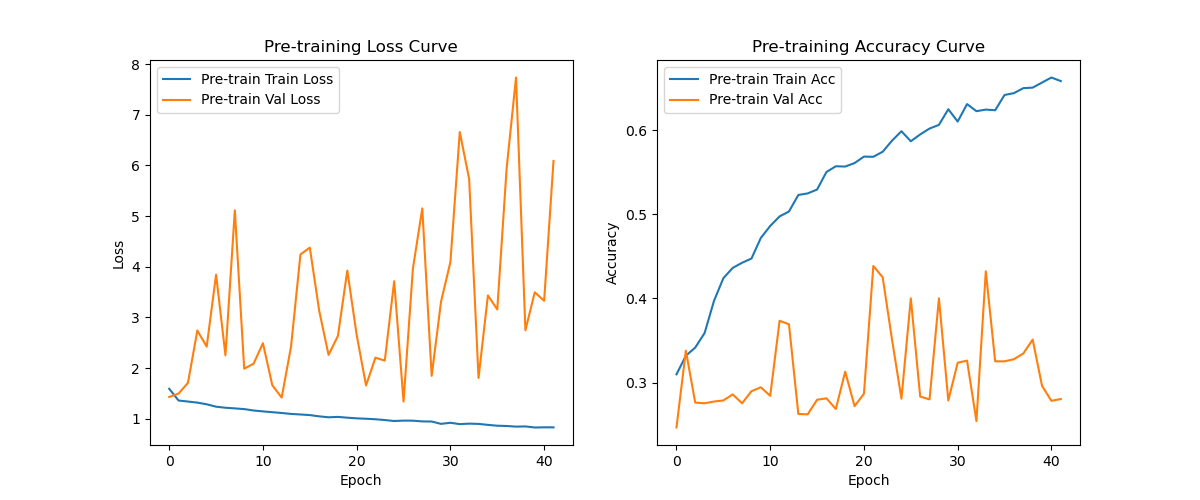 Pre-training Loss Curve
Pre-train Train Loss
Pre-train Val Loss
8
7
6
5
4
3
2
1
Loss
0
10
20
30
40
Epoch
Pre-training Accuracy Curve
Pre-train Train Acc
Pre-train Val Acc
0.6
0.5
0.4
0.3
Accuracy
0
10
20
30
40
Epoch